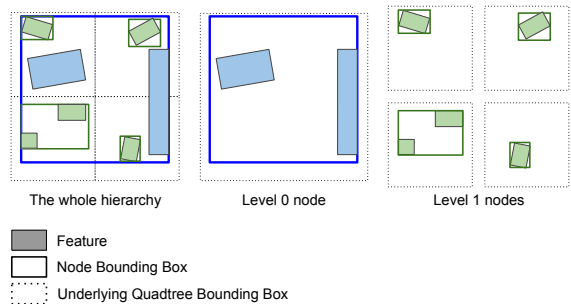 The whole hierarchy
Level 0 node
Level 1 nodes
Feature
Node Bounding Box
Underlying Quadtree Bounding Box